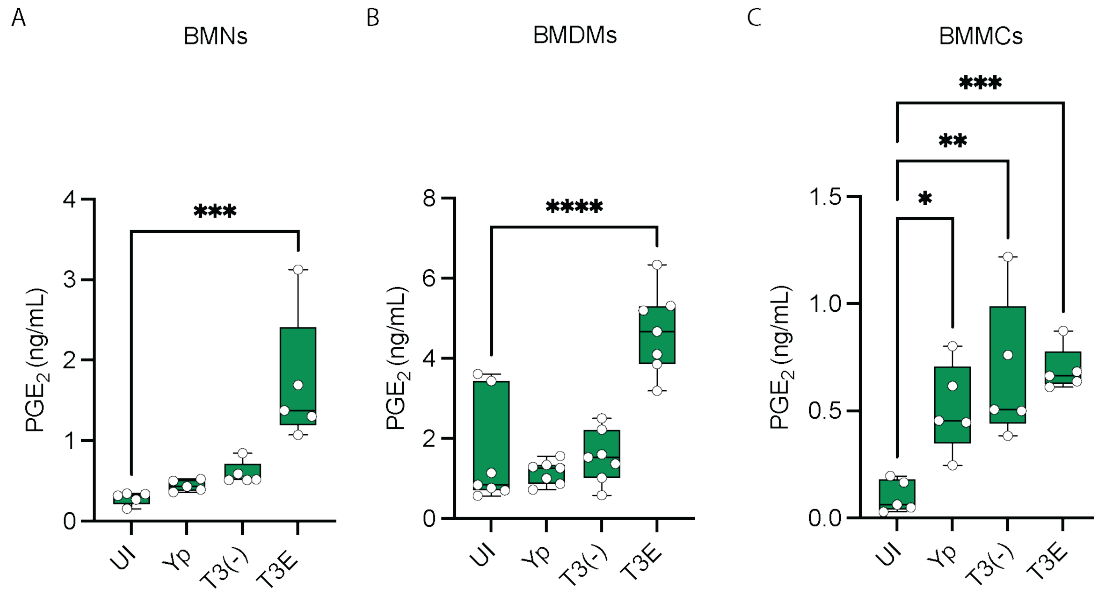 A
BMNs
PGE₂ (ng/mL)
4
3
2
1
0
***
UI
Yp
T3(-)
T3E
B
BMDMs
PGE₂ (ng/mL)
8
6
4
2
0
****
UI
Yp
T3(-)
T3E
C
BMMCs
PGE₂ (ng/mL)
1.5
1.0
0.5
0.0
***
**
*
UI
Yp
T3(-)
T3E